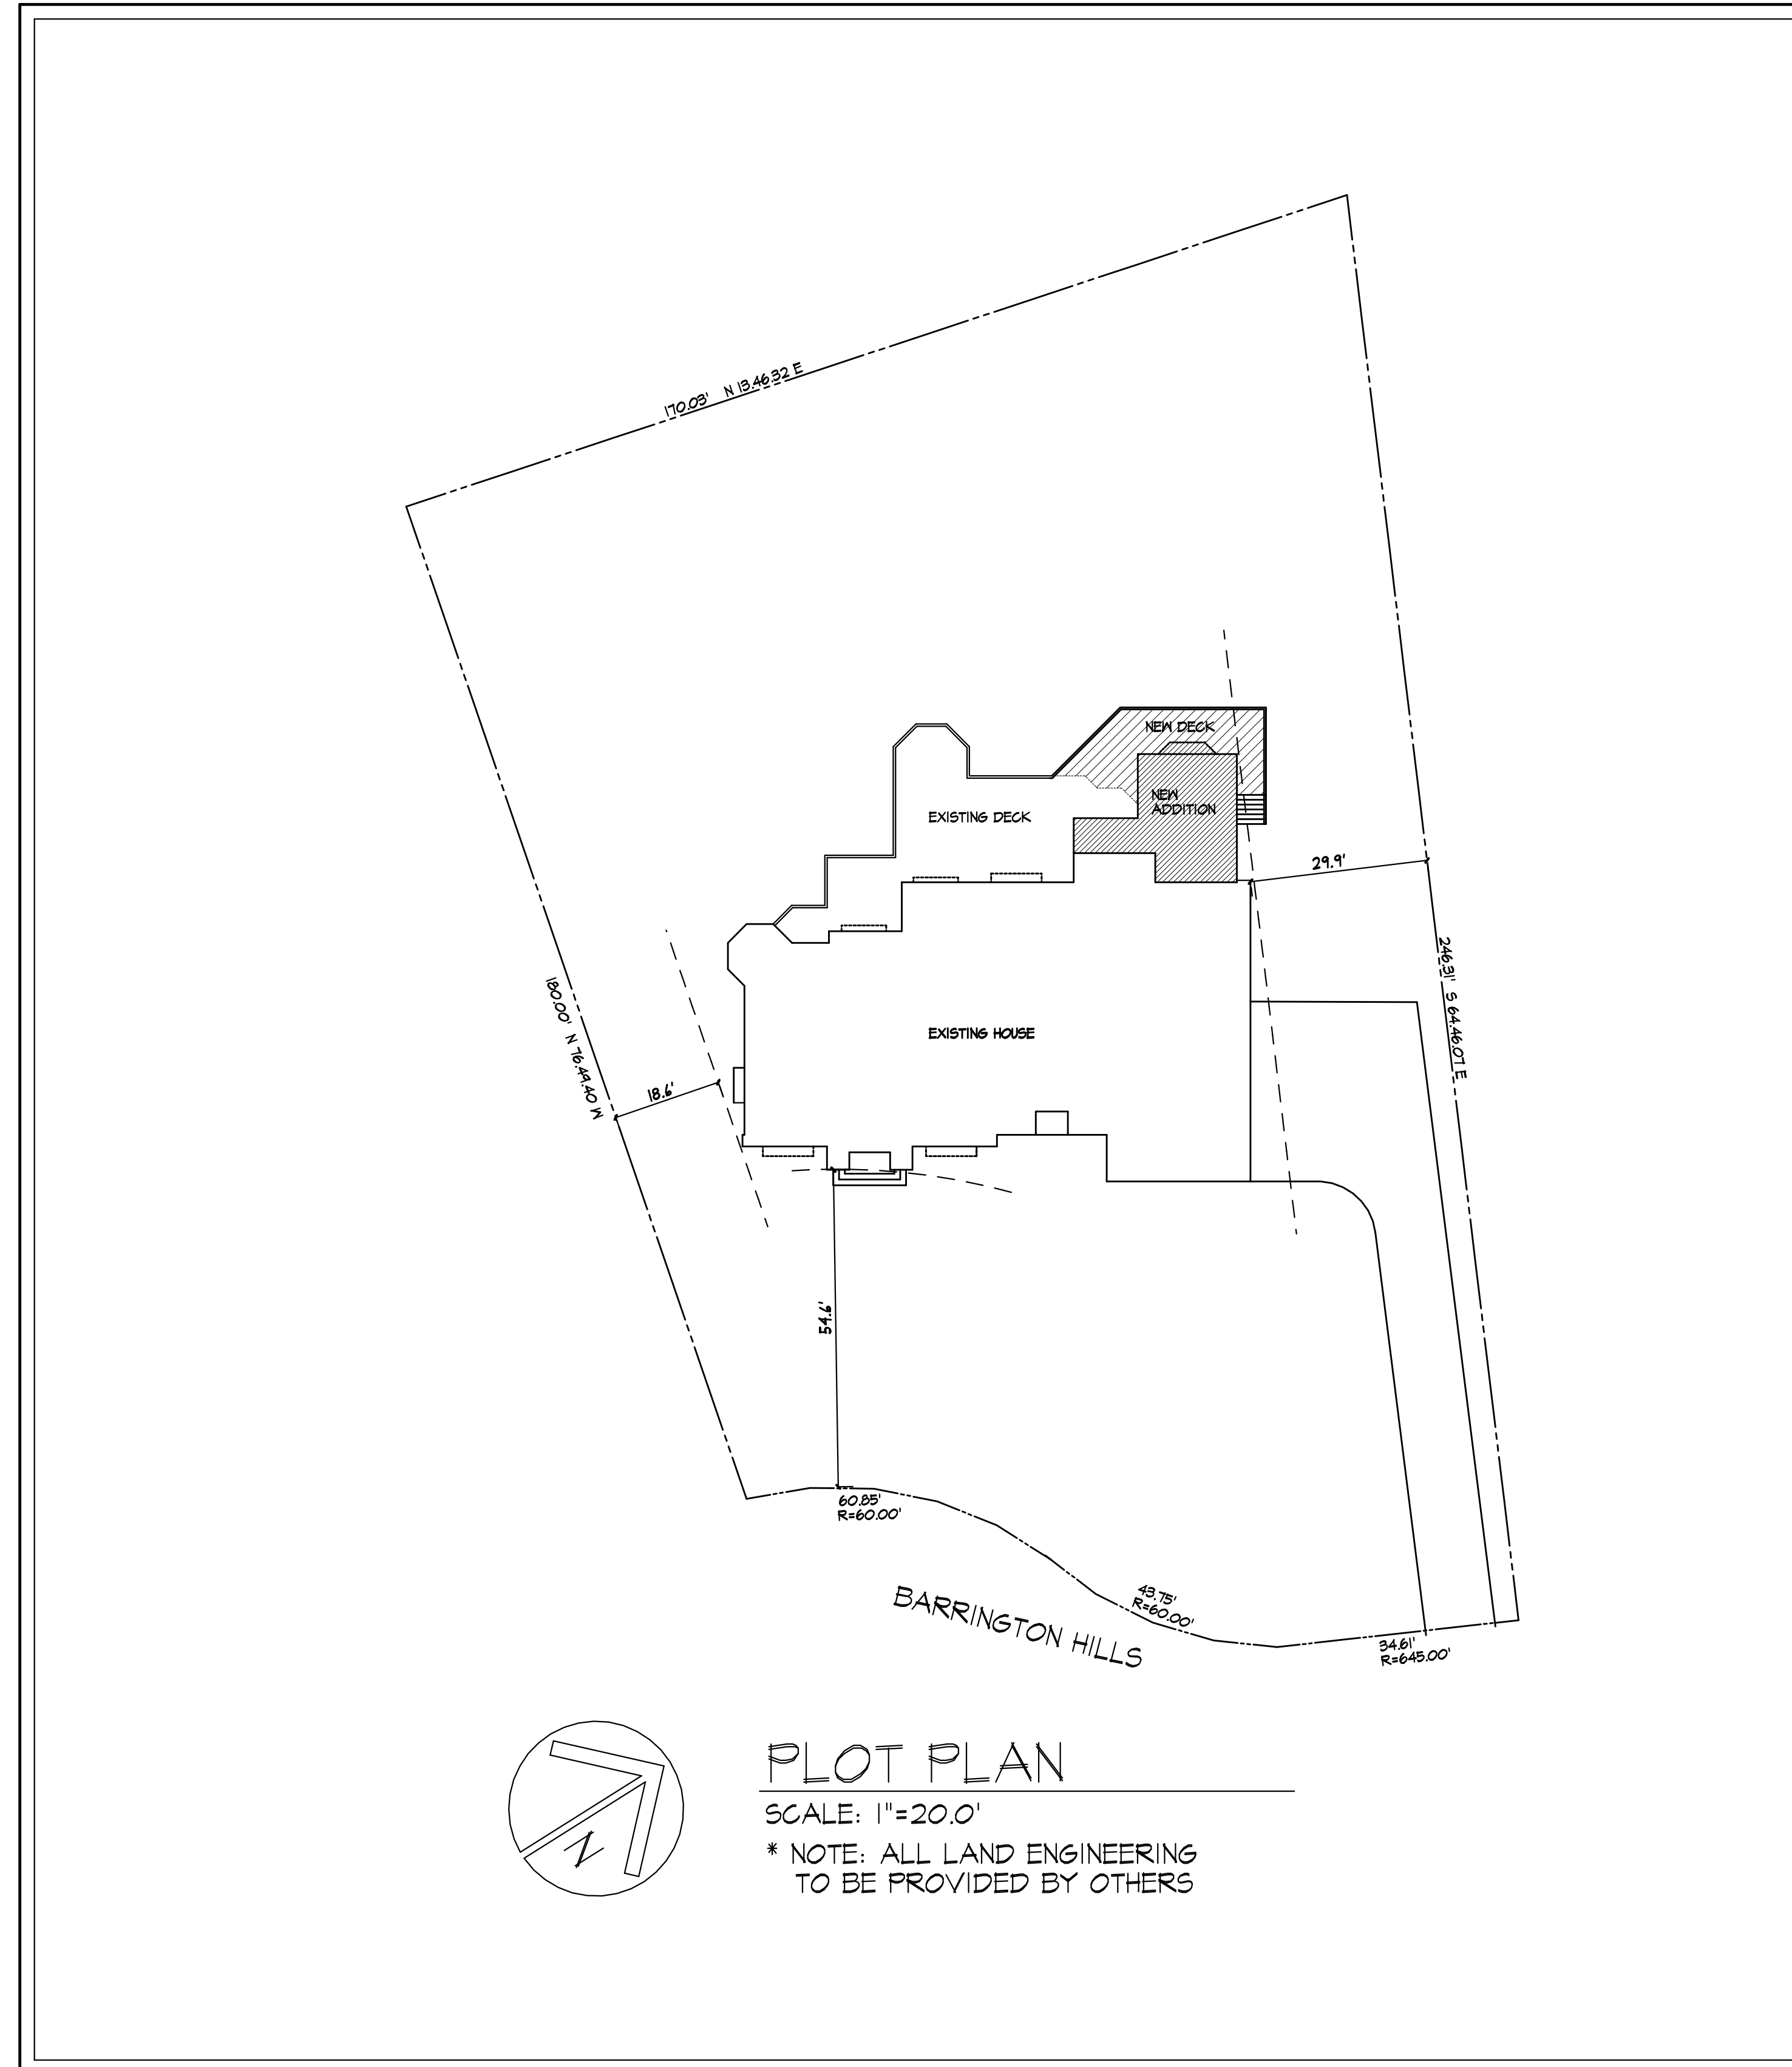 170.03' N 13.46.32 E
NEW DECK
NEW
ADDITION
EXISTING DECK
29.9'
246.31' S 64.46.07 E
180.00' N 76.49.40 W
EXISTING HOUSE
18.6'
54.6'
60.85'
R=60.00'
43.75'
R=60.00'
BARRINGTON HILLS
34.61'
R=645.00'
N
PLOT PLAN
SCALE: 1"=20.0'
* NOTE: ALL LAND ENGINEERING
TO BE PROVIDED BY OTHERS